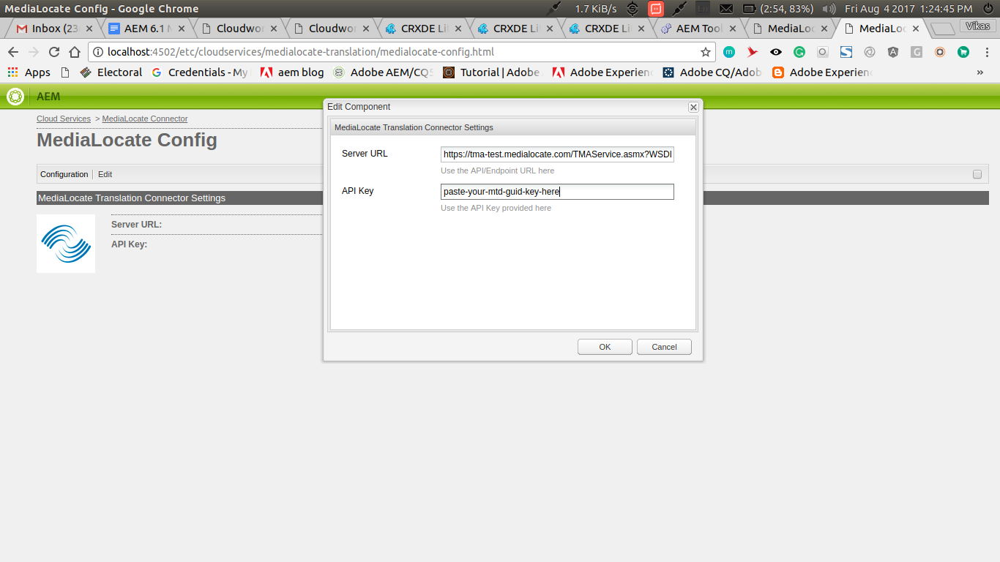 MediaLocate Config - Google Chrome
1.7 KiB/s
En
(2:54, 83%)
Fri Aug 4 2017 1:24:45 PM
Inbox (23
AEM 6.1 M
Cloudwo
Cloudwo
CRXDE Li
CRXDE Li
CRXDE Li
AEM Tool
MediaLo
MediaLo
Vikas
localhost:4502/etc/cloudservices/medialocate-translation/medialocate-config.html
Apps
Electoral
Credentials - My
aem blog
Adobe AEM/CQ5
Tutorial | Adobe
Adobe Experien
Adobe CQ/Adob
Adobe Experien
»
AEM
Cloud Services > MediaLocate Connector
MediaLocate Config
Configuration
Edit
MediaLocate Translation Connector Settings
Server URL:
API Key:
Edit Component
MediaLocate Translation Connector Settings
Server URL
https://tma-test.medialocate.com/TMAService.asmx?WSDl
Use the API/Endpoint URL here
API Key
paste-your-mtd-guid-key-here
Use the API Key provided here
OK
Cancel